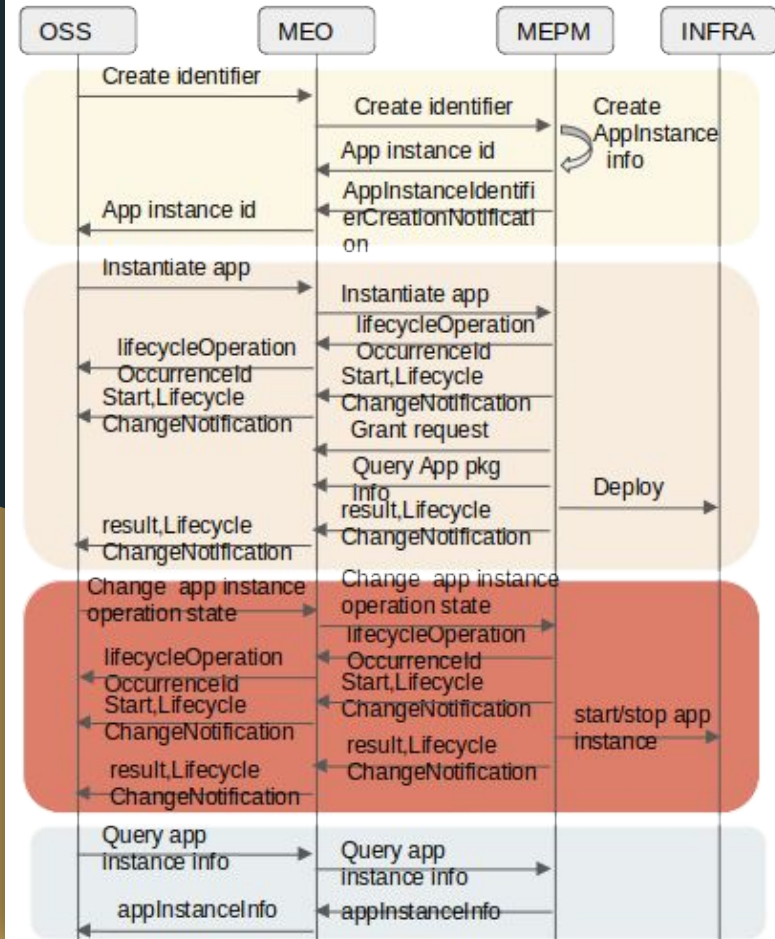 OSS
MEO
MEPM
INFRA
Create identifier
Create identifier
Create
AppInstance
info
App instance id
AppInstanceIdentifi
erCreationNotificati
on
App instance id
Instantiate app
Instantiate app
lifecycleOperation
OccurrenceId
lifecycleOperation
OccurrenceId
Start,Lifecycle
ChangeNotification
Start,Lifecycle
ChangeNotification
Grant request
Query App pkg
info
Deploy
result,Lifecycle
ChangeNotification
result,Lifecycle
ChangeNotification
Change app instance
operation state
Change app instance
operation state
lifecycleOperation
OccurrenceId
lifecycleOperation
OccurrenceId
Start,Lifecycle
ChangeNotification
Start,Lifecycle
ChangeNotification
start/stop app
instance
result,Lifecycle
ChangeNotification
result,Lifecycle
ChangeNotification
Query app
instance info
Query app
instance info
appInstanceInfo
appInstanceInfo